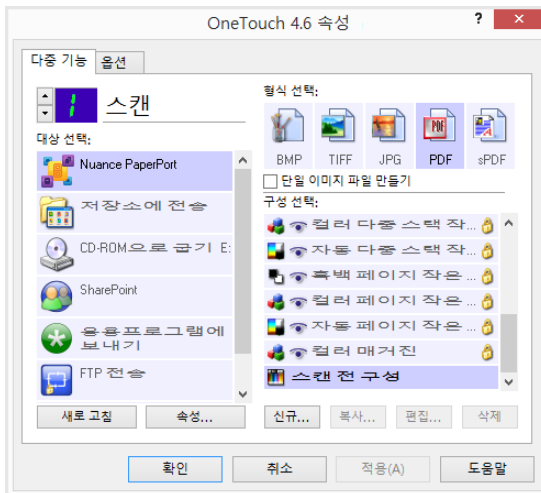 OneTouch 4.6 속성
? ×
다중 기능
옵션
1 스캔
대상 선택:
Nuance PaperPort
저장소에 전송
CD-ROM으로 굽기 E:
SharePoint
응용프로그램에
보내기
FTP 전송
새로 고침
속성...
형식 선택:
BMP TIFF JPG PDF sPDF
단일 이미지 파일 만들기
구성 선택:
컬러 다중 스택 작...
자동 다중 스택 작...
흑백 페이지 작은 ...
컬러 페이지 작은 ...
자동 페이지 작은 ...
컬러 매거진
스캔 전 구성
신규... 복사... 편집... 삭제
확인 취소 적용(A) 도움말